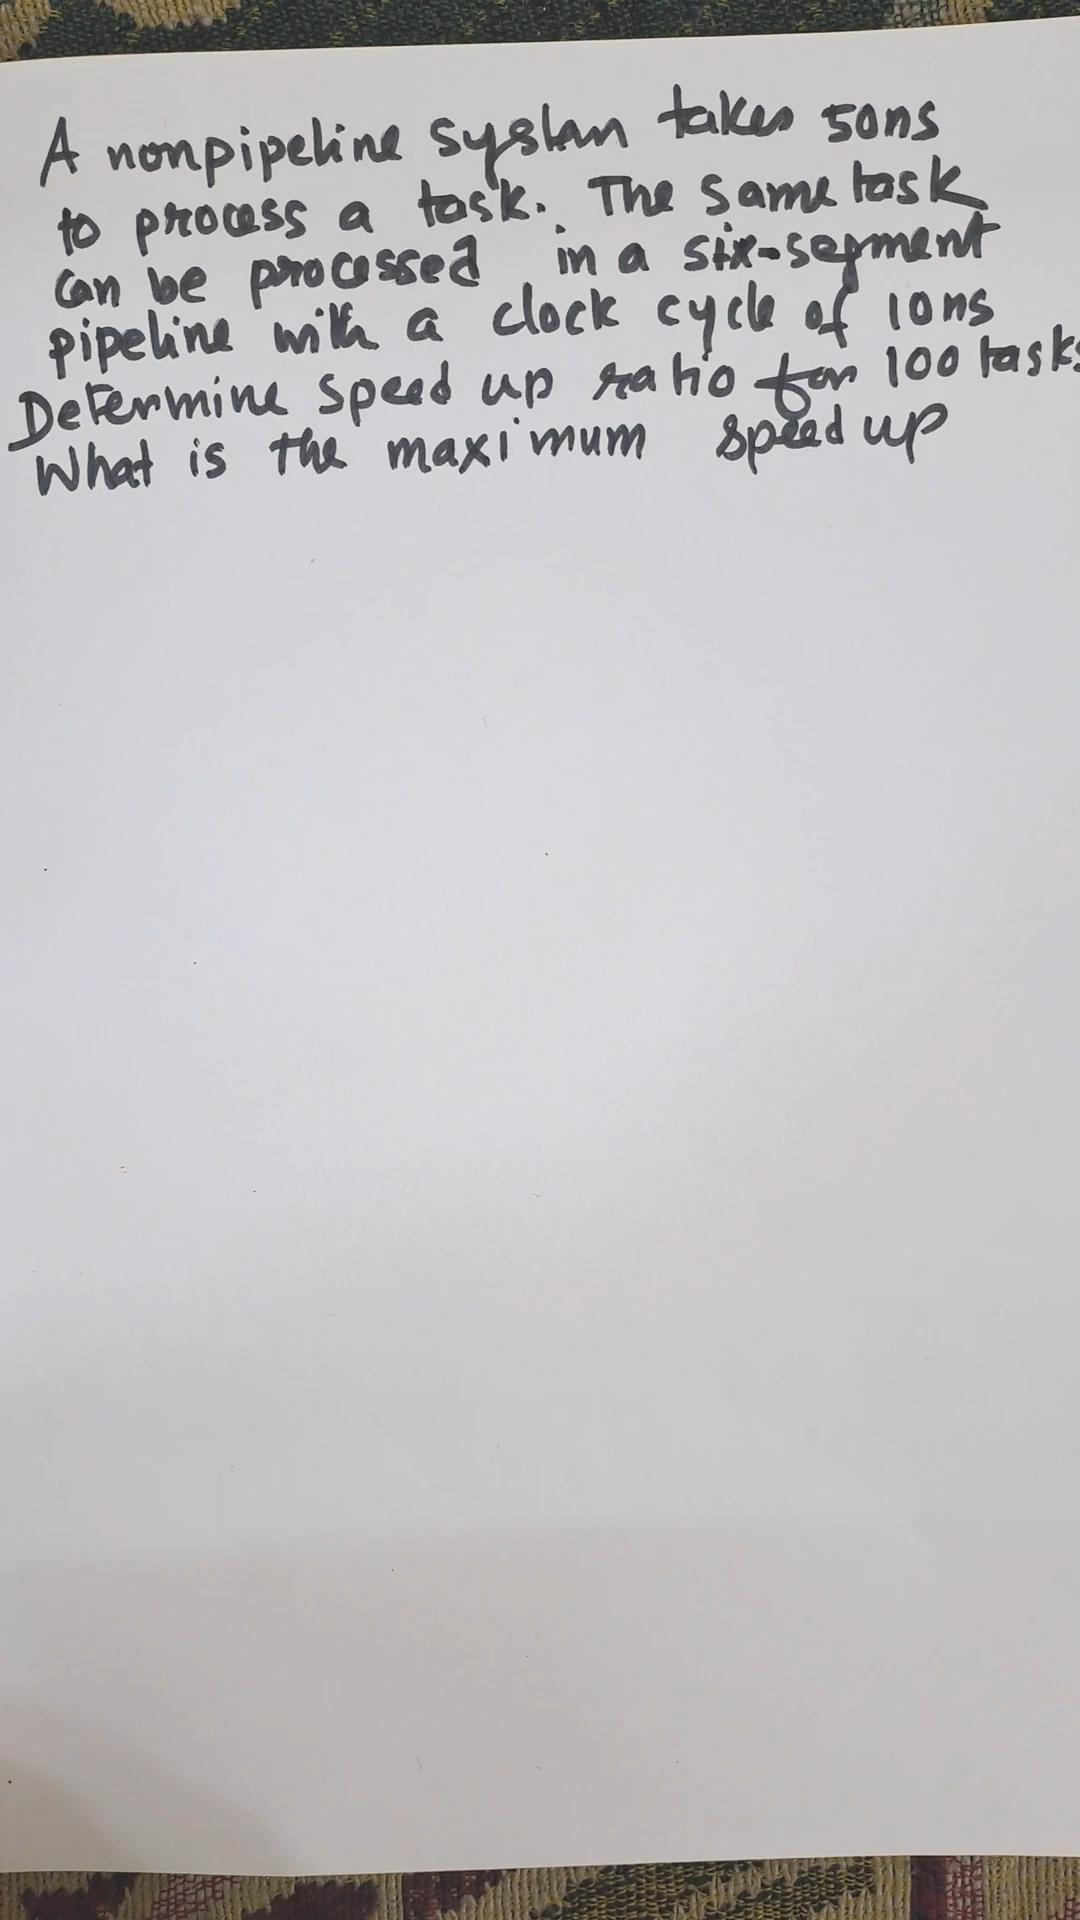 A nonpipeline system takes 50ns
to process a task. The same task
can be processed in a six-segment
pipeline with a clock cycle of 10ns
Determine speed up ratio for 100 tasks
What is the maximum speed up